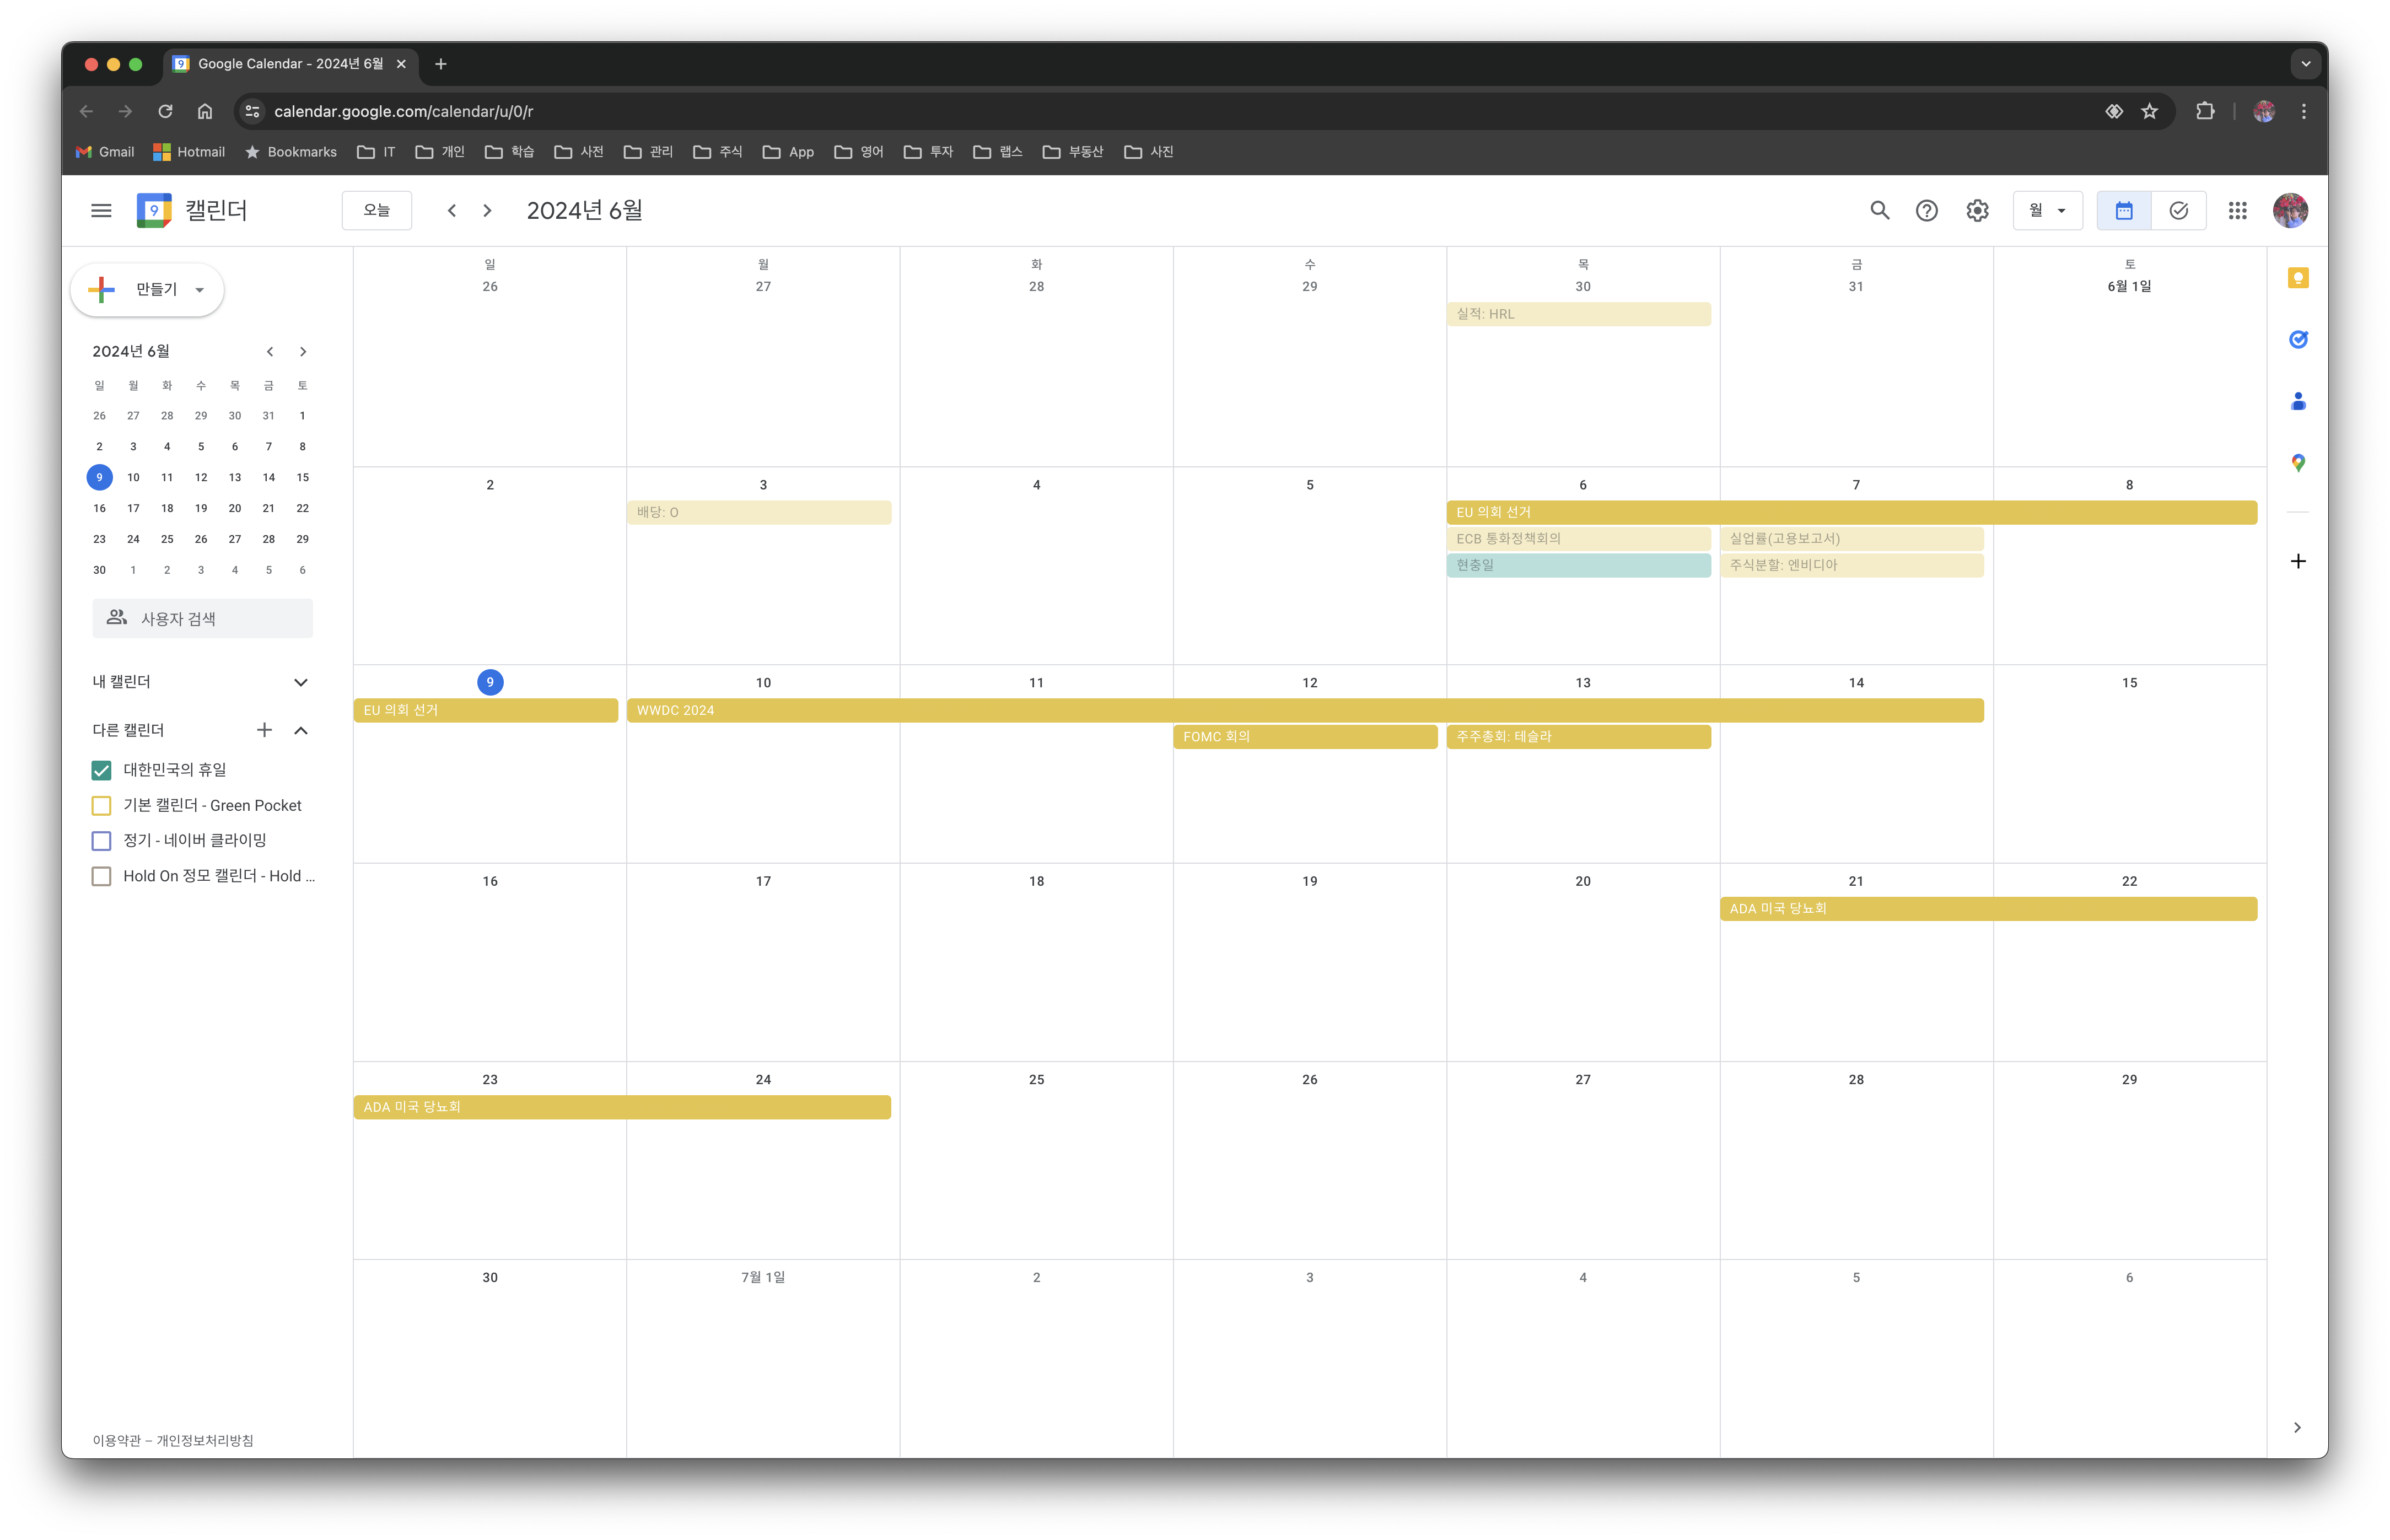 Google Calendar - 2024년 6월
calendar.google.com/calendar/u/0/r
Gmail Hotmail Bookmarks IT 개인 학습 사전 관리 주식 App 영어 투자 랩스 부동산 사진
9 캘린더 오늘 2024년 6월 월
만들기
2024년 6월
일 월 화 수 목 금 토
26 27 28 29 30 31 1
2 3 4 5 6 7 8
9 10 11 12 13 14 15
16 17 18 19 20 21 22
23 24 25 26 27 28 29
30 1 2 3 4 5 6
사용자 검색
내 캘린더
다른 캘린더
대한민국의 휴일
기본 캘린더 - Green Pocket
정기 - 네이버 클라이밍
Hold On 정모 캘린더 - Hold ...
이용약관 – 개인정보처리방침
일 월 화 수 목 금 토
26 27 28 29 30 31 6월 1일
실적: HRL
2 3 4 5 6 7 8
배당: O EU 의회 선거
ECB 통화정책회의 실업률(고용보고서)
현충일 주식분할: 엔비디아
9 10 11 12 13 14 15
EU 의회 선거 WWDC 2024
FOMC 회의 주주총회: 테슬라
16 17 18 19 20 21 22
ADA 미국 당뇨회
23 24 25 26 27 28 29
ADA 미국 당뇨회
30 7월 1일 2 3 4 5 6